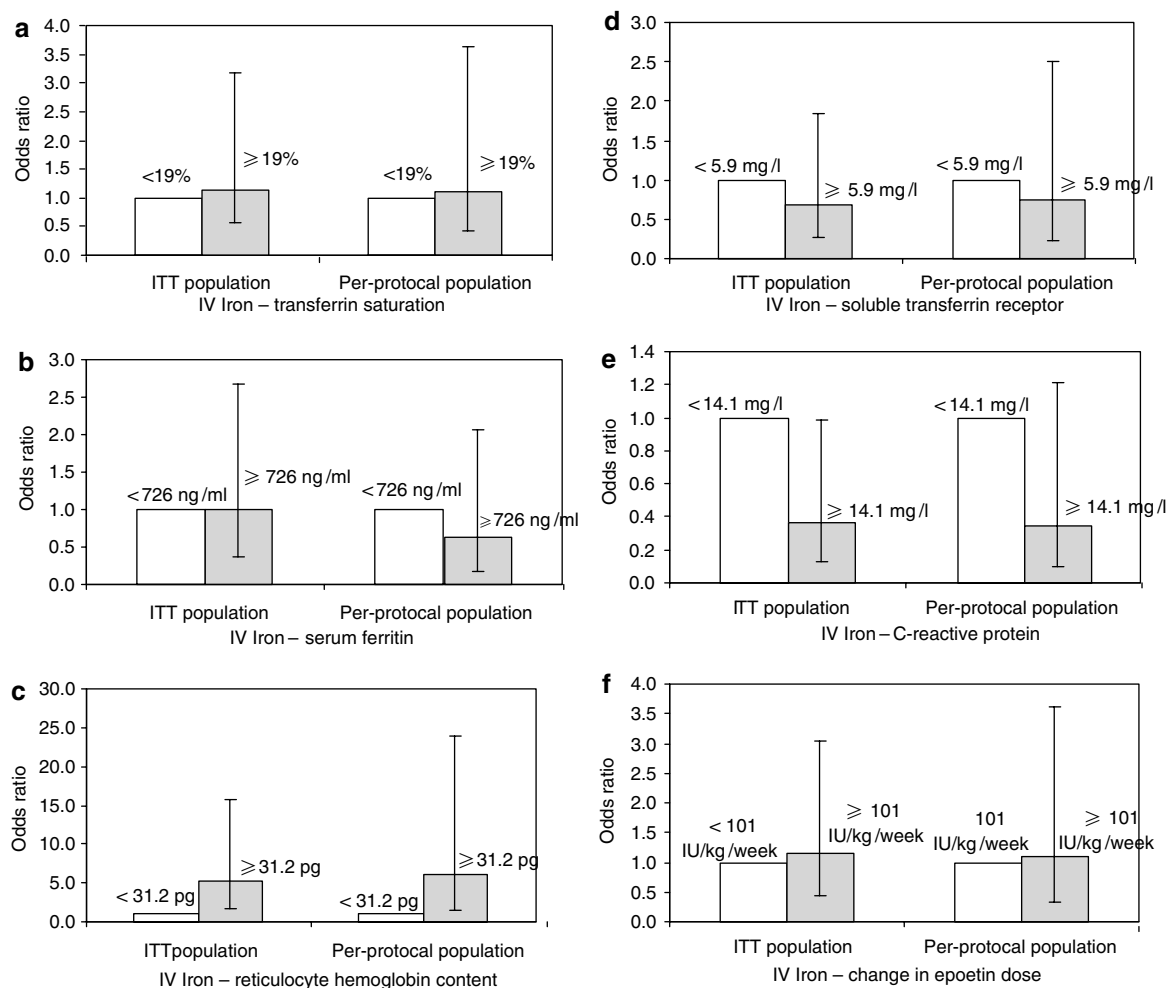 a
4.0
3.5
3.0
2.5
2.0
1.5
1.0
0.5
0.0
Odds ratio
<19%
⩾19%
<19%
⩾19%
ITT population
Per-protocal population
IV Iron – transferrin saturation
b
3.0
2.5
2.0
1.5
1.0
0.5
0.0
Odds ratio
<726 ng/ml
⩾ 726 ng/ml
<726 ng/ml
⩾726 ng/ml
ITT population
Per-protocal population
IV Iron – serum ferritin
c
30.0
25.0
20.0
15.0
10.0
5.0
0.0
Odds ratio
< 31.2 pg
⩾31.2 pg
< 31.2 pg
⩾31.2 pg
ITTpopulation
Per-protocal population
IV Iron – reticulocyte hemoglobin content
d
3.0
2.5
2.0
1.5
1.0
0.5
0.0
Odds ratio
< 5.9 mg/l
⩾ 5.9 mg/l
< 5.9 mg/l
⩾ 5.9 mg/l
ITT population
Per-protocal population
IV Iron – soluble transferrin receptor
e
1.4
1.2
1.0
0.8
0.6
0.4
0.2
0.0
Odds ratio
<14.1 mg/l
⩾ 14.1 mg/l
<14.1 mg/l
⩾ 14.1 mg/l
ITT population
Per-protocal population
IV Iron – C-reactive protein
f
4.0
3.5
3.0
2.5
2.0
1.5
1.0
0.5
0.0
Odds ratio
< 101
IU/kg/week
⩾ 101
IU/kg/week
101
IU/kg/week
⩾ 101
IU/kg/week
ITT population
Per-protocal population
IV Iron – change in epoetin dose